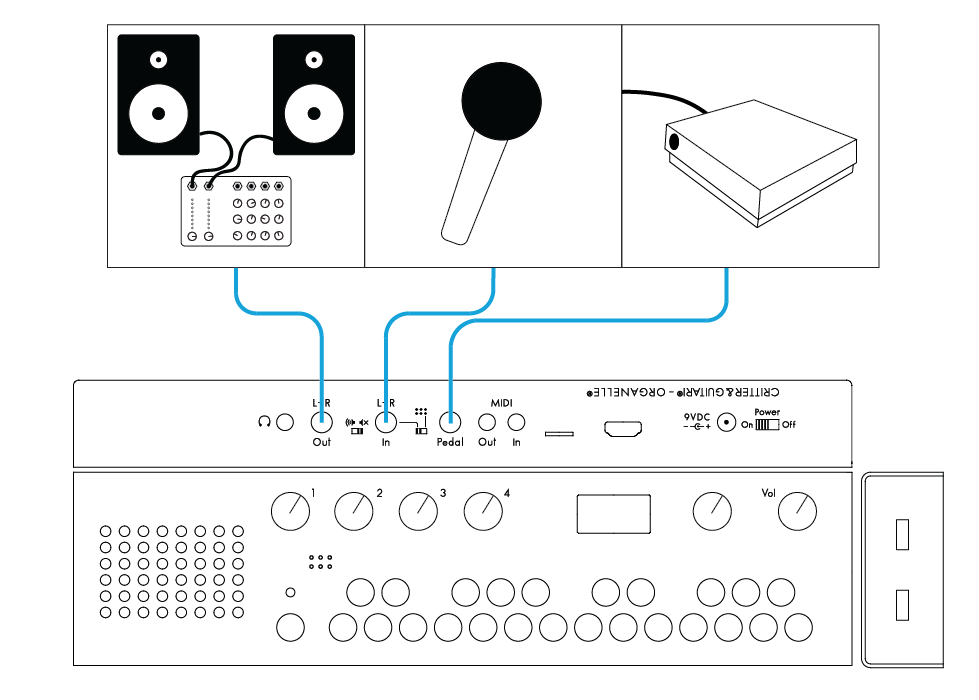 CRITTER&GUITARI® - ORGANELLE®
L+R
L+R
MIDI
9VDC
Power
- +
On
Off
Out
In
Pedal
Out
In
1
2
3
4
Vol